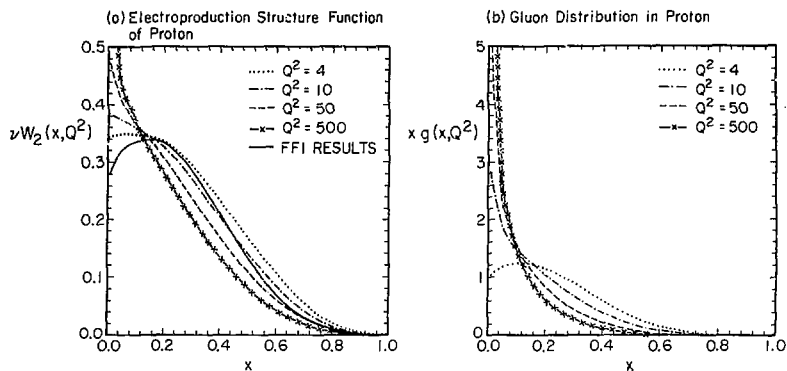 (a) Electroproduction Structure Function
of Proton
0.5
0.4
0.3
0.2
0.1
0.0
νW₂(x,Q²)
Q² = 4
Q² = 10
Q² = 50
Q² = 500
FFI RESULTS
0.0 0.2 0.4 0.6 0.8 1.0
x
(b) Gluon Distribution in Proton
5
4
3
2
1
0
x g(x,Q²)
Q² = 4
Q² = 10
Q² = 50
Q² = 500
0.0 0.2 0.4 0.6 0.8 1.0
x